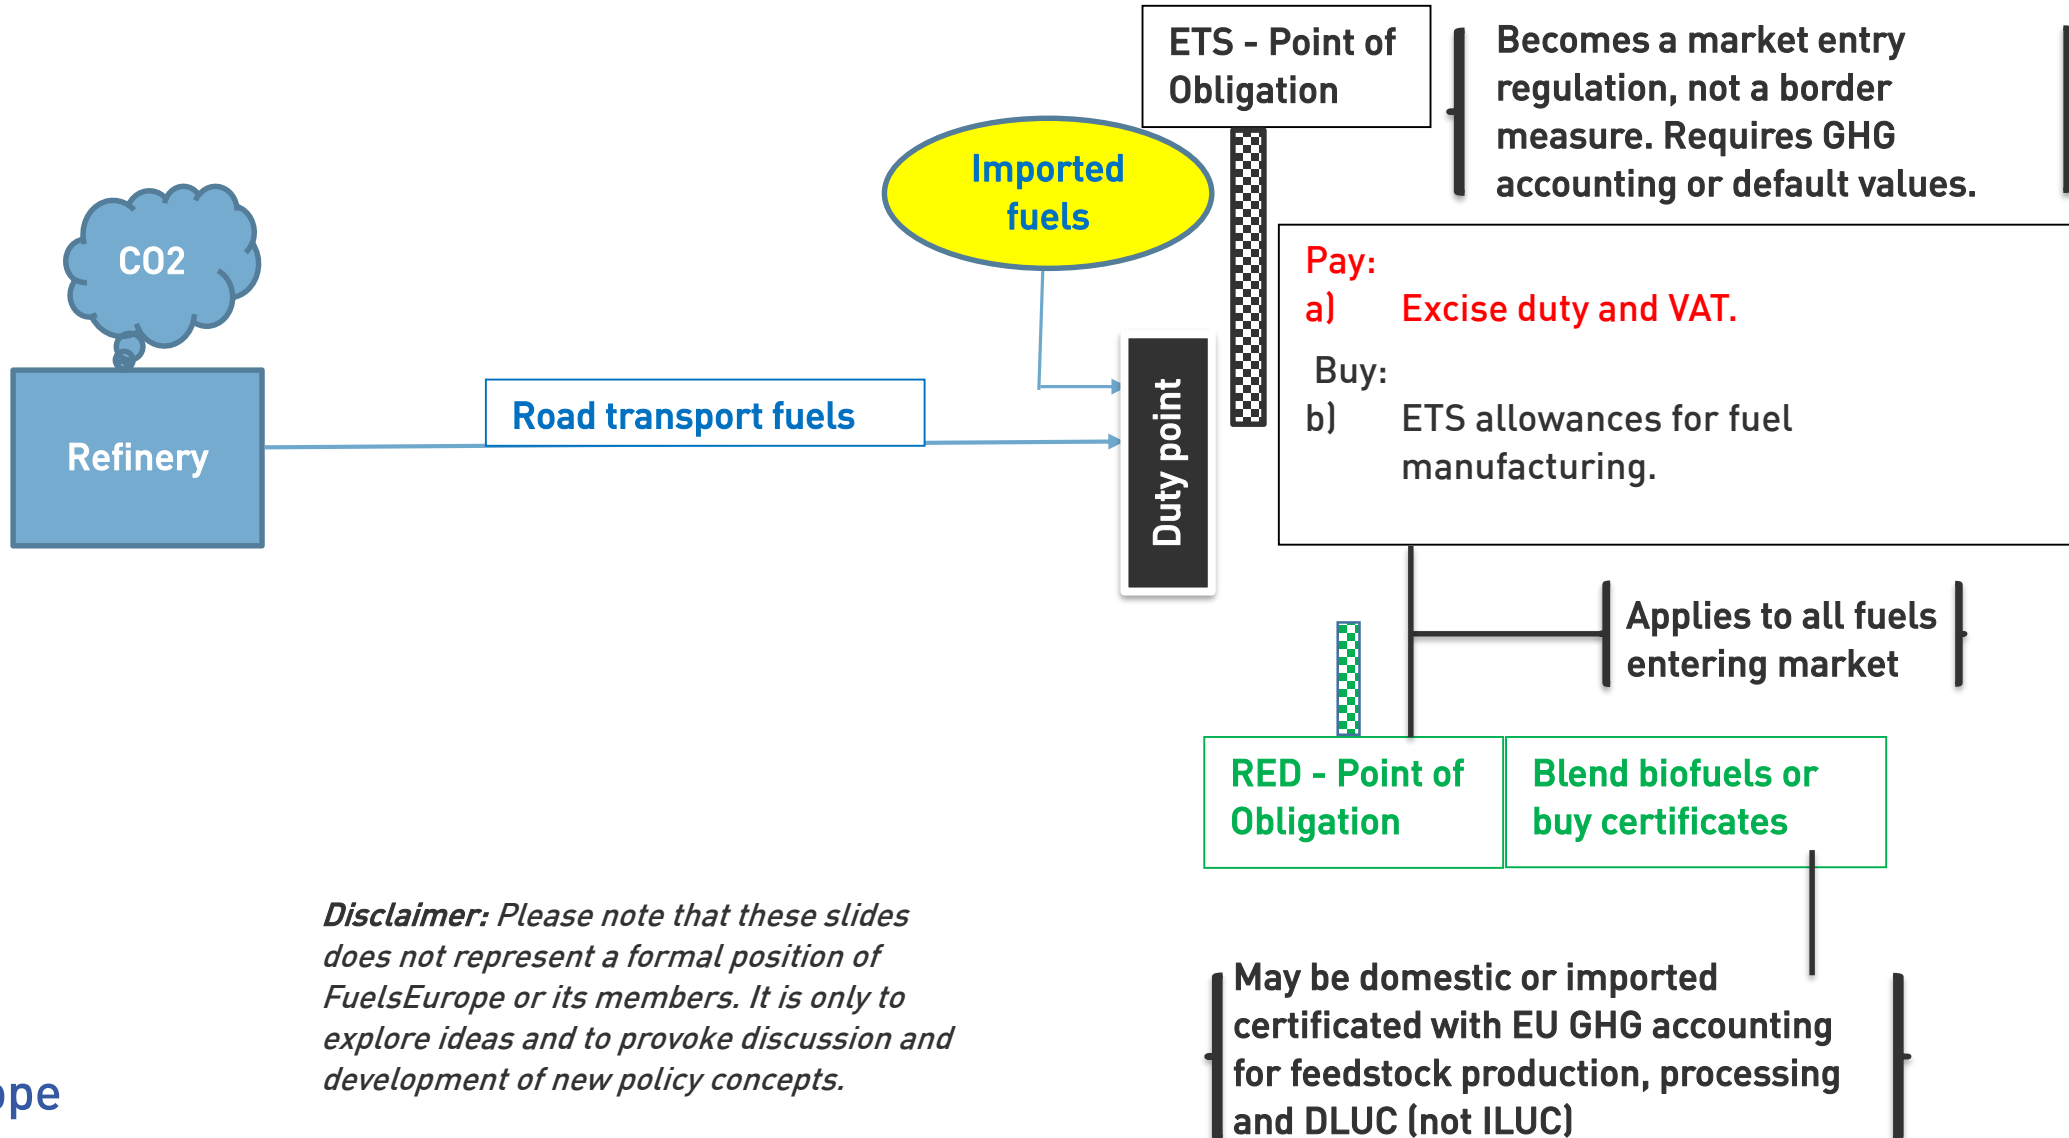 ETS - Point of
Obligation
Becomes a market entry
regulation, not a border
measure. Requires GHG
accounting or default values.
Imported
fuels
CO2
Pay:
a) Excise duty and VAT.
Buy:
b) ETS allowances for fuel
manufacturing.
Refinery
Road transport fuels
Duty point
Applies to all fuels
entering market
RED - Point of
Obligation
Blend biofuels or
buy certificates
Disclaimer: Please note that these slides
does not represent a formal position of
FuelsEurope or its members. It is only to
explore ideas and to provoke discussion and
development of new policy concepts.
May be domestic or imported
certificated with EU GHG accounting
for feedstock production, processing
and DLUC (not ILUC)